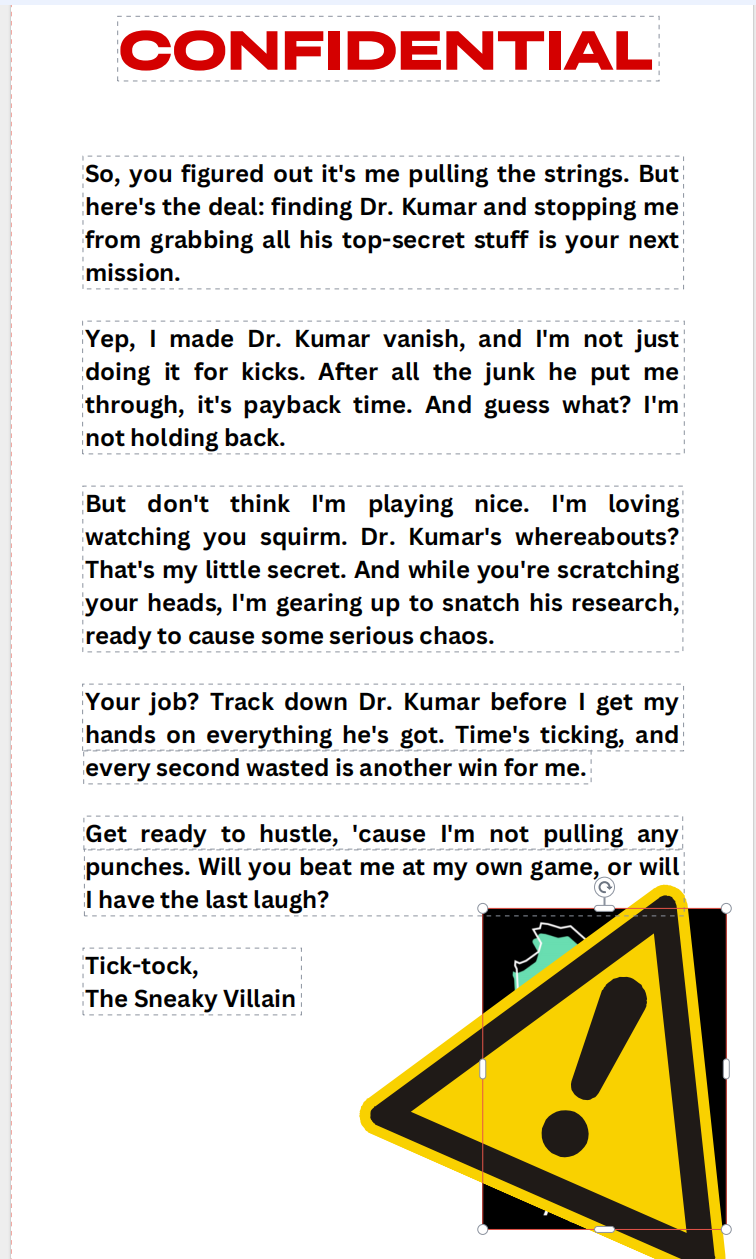 CONFIDENTIAL
So, you figured out it's me pulling the strings. But
here's the deal: finding Dr. Kumar and stopping me
from grabbing all his top-secret stuff is your next
mission.
Yep, I made Dr. Kumar vanish, and I'm not just
doing it for kicks. After all the junk he put me
through, it's payback time. And guess what? I'm
not holding back.
But don't think I'm playing nice. I'm loving
watching you squirm. Dr. Kumar's whereabouts?
That's my little secret. And while you're scratching
your heads, I'm gearing up to snatch his research,
ready to cause some serious chaos.
Your job? Track down Dr. Kumar before I get my
hands on everything he's got. Time's ticking, and
every second wasted is another win for me.
Get ready to hustle, 'cause I'm not pulling any
punches. Will you beat me at my own game, or will
I have the last laugh?
Tick-tock,
The Sneaky Villain